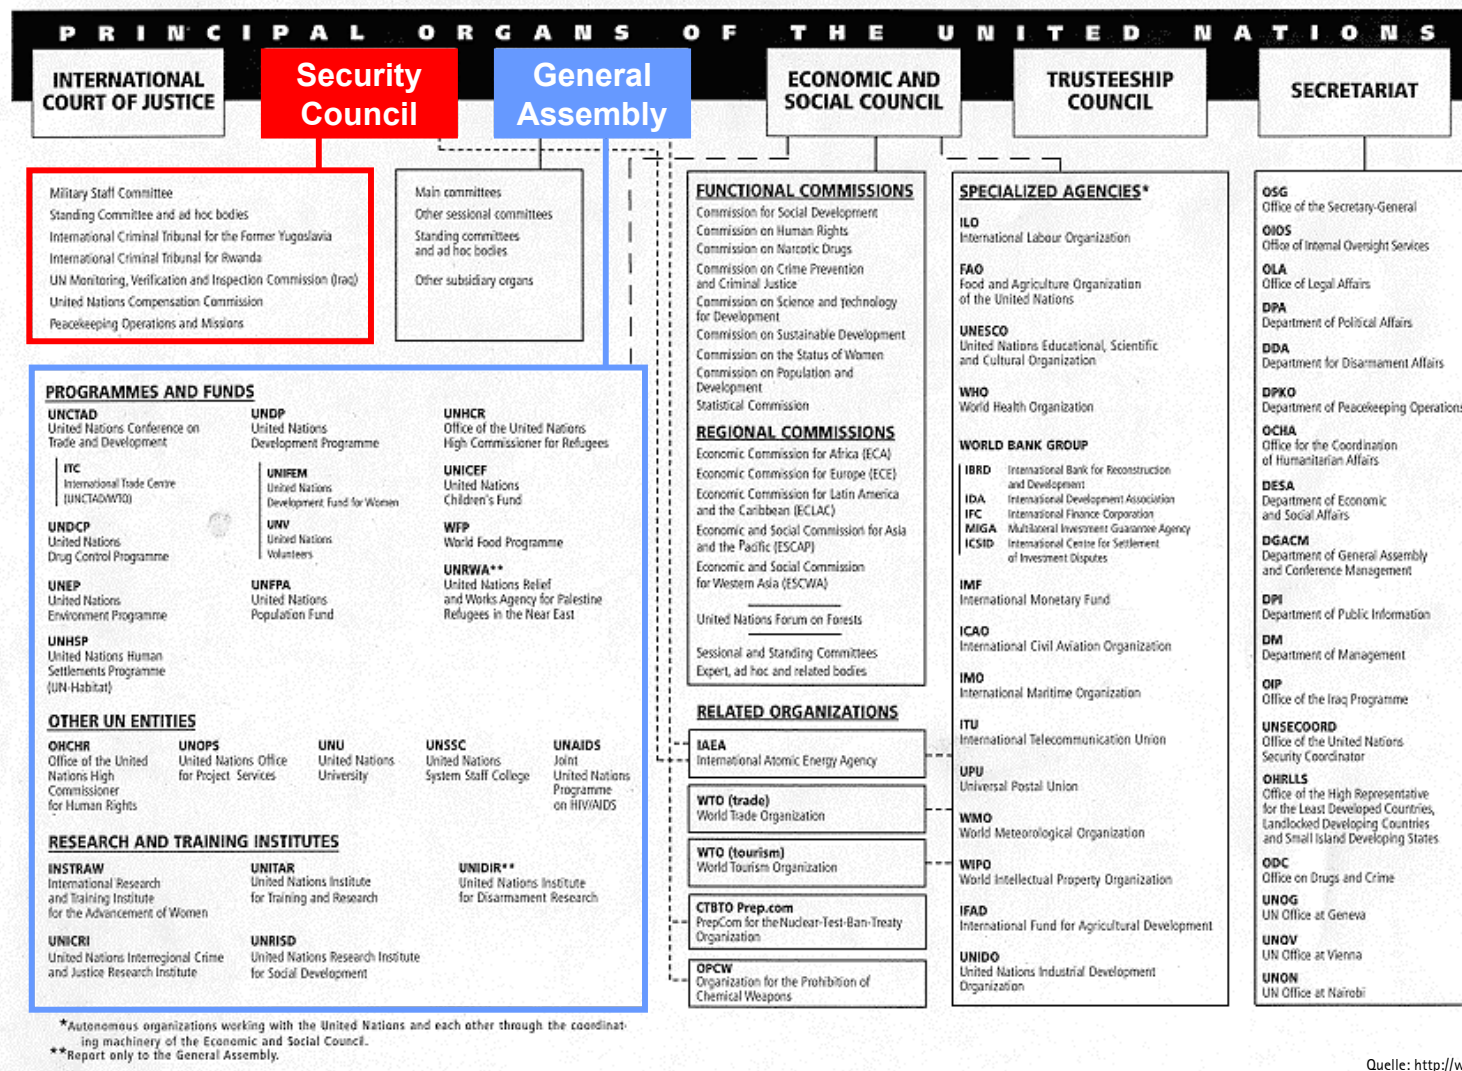 PRINCIPAL ORGANS OF THE UNITED NATIONS
INTERNATIONAL
COURT OF JUSTICE
Security
Council
General
Assembly
ECONOMIC AND
SOCIAL COUNCIL
TRUSTEESHIP
COUNCIL
SECRETARIAT
Military Staff Committee
Standing Committee and ad hoc bodies
International Criminal Tribunal for the Former Yugoslavia
International Criminal Tribunal for Rwanda
UN Monitoring, Verification and Inspection Commission (Iraq)
United Nations Compensation Commission
Peacekeeping Operations and Missions
Main committees
Other sessional committees
Standing committees
and ad hoc bodies
Other subsidiary organs
PROGRAMMES AND FUNDS
UNCTAD
United Nations Conference on
Trade and Development
ITC
International Trade Centre
(UNCTAD/WTO)
UNDCP
United Nations
Drug Control Programme
UNEP
United Nations
Environment Programme
UNHSP
United Nations Human
Settlements Programme
(UN-Habitat)
UNDP
United Nations
Development Programme
UNIFEM
United Nations
Development Fund for Women
UNV
United Nations
Volunteers
UNFPA
United Nations
Population Fund
UNHCR
Office of the United Nations
High Commissioner for Refugees
UNICEF
United Nations
Children's Fund
WFP
World Food Programme
UNRWA**
United Nations Relief
and Works Agency for Palestine
Refugees in the Near East
OTHER UN ENTITIES
OHCHR
Office of the United
Nations High
Commissioner
for Human Rights
UNOPS
United Nations Office
for Project Services
UNU
United Nations
University
UNSSC
United Nations
System Staff College
UNAIDS
Joint
United Nations
Programme
on HIV/AIDS
RESEARCH AND TRAINING INSTITUTES
INSTRAW
International Research
and Training Institute
for the Advancement of Women
UNITAR
United Nations Institute
for Training and Research
UNIDIR**
United Nations Institute
for Disarmament Research
UNICRI
United Nations Interregional Crime
and Justice Research Institute
UNRISD
United Nations Research Institute
for Social Development
FUNCTIONAL COMMISSIONS
Commission for Social Development
Commission on Human Rights
Commission on Narcotic Drugs
Commission on Crime Prevention
and Criminal Justice
Commission on Science and Technology
for Development
Commission on Sustainable Development
Commission on the Status of Women
Commission on Population and
Development
Statistical Commission
REGIONAL COMMISSIONS
Economic Commission for Africa (ECA)
Economic Commission for Europe (ECE)
Economic Commission for Latin America
and the Caribbean (ECLAC)
Economic and Social Commission for Asia
and the Pacific (ESCAP)
Economic and Social Commission
for Western Asia (ESCWA)
United Nations Forum on Forests
Sessional and Standing Committees
Expert, ad hoc and related bodies
RELATED ORGANIZATIONS
IAEA
International Atomic Energy Agency
WTO (trade)
World Trade Organization
WTO (tourism)
World Tourism Organization
CTBTO Prep.com
PrepCom for the Nuclear-Test-Ban-Treaty
Organization
OPCW
Organization for the Prohibition of
Chemical Weapons
SPECIALIZED AGENCIES*
ILO
International Labour Organization
FAO
Food and Agriculture Organization
of the United Nations
UNESCO
United Nations Educational, Scientific
and Cultural Organization
WHO
World Health Organization
WORLD BANK GROUP
IBRD International Bank for Reconstruction
and Development
IDA International Development Association
IFC International Finance Corporation
MIGA Multilateral Investment Guarantee Agency
ICSID International Centre for Settlement
of Investment Disputes
IMF
International Monetary Fund
ICAO
International Civil Aviation Organization
IMO
International Maritime Organization
ITU
International Telecommunication Union
UPU
Universal Postal Union
WMO
World Meteorological Organization
WIPO
World Intellectual Property Organization
IFAD
International Fund for Agricultural Development
UNIDO
United Nations Industrial Development
Organization
OSG
Office of the Secretary-General
OIOS
Office of Internal Oversight Services
OLA
Office of Legal Affairs
DPA
Department of Political Affairs
DDA
Department for Disarmament Affairs
DPKO
Department of Peacekeeping Operations
OCHA
Office for the Coordination
of Humanitarian Affairs
DESA
Department of Economic
and Social Affairs
DGACM
Department of General Assembly
and Conference Management
DPI
Department of Public Information
DM
Department of Management
OIP
Office of the Iraq Programme
UNSECOORD
Office of the United Nations
Security Coordinator
OHRLLS
Office of the High Representative
for the Least Developed Countries,
Landlocked Developing Countries
and Small Island Developing States
ODC
Office on Drugs and Crime
UNOG
UN Office at Geneva
UNOV
UN Office at Vienna
UNON
UN Office at Nairobi
*Autonomous organizations working with the United Nations and each other through the coordinat-
ing machinery of the Economic and Social Council.
**Report only to the General Assembly.
Quelle: http://w